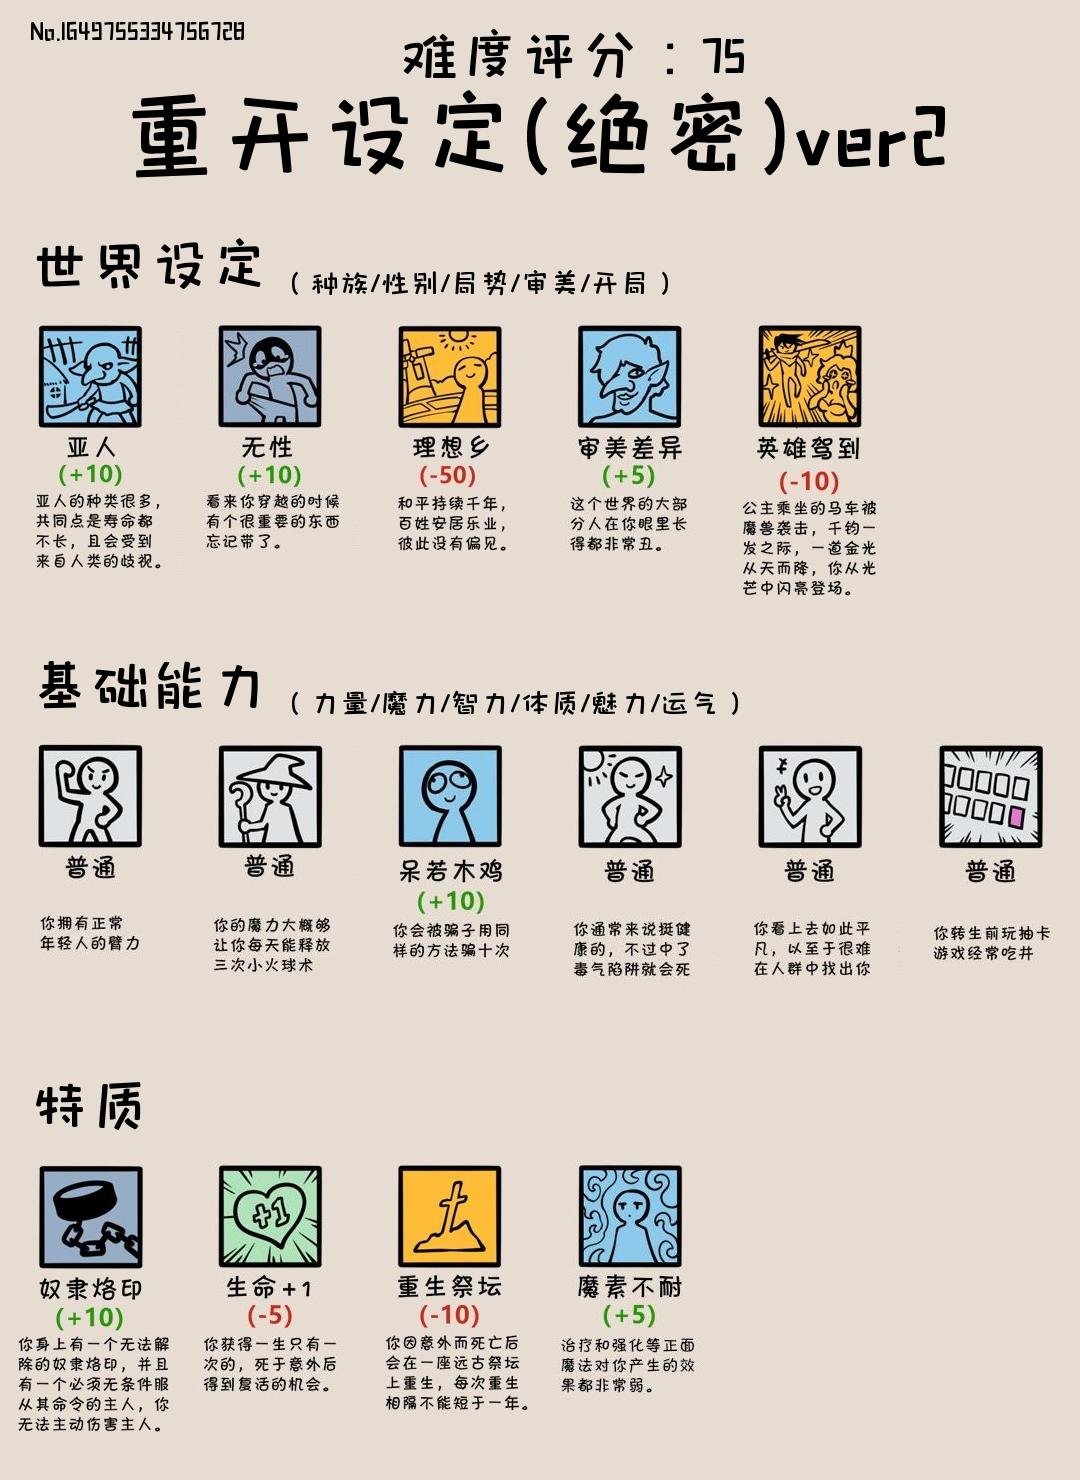 No.1649755334756728
难度评分：75
重开设定(绝密)ver2
世界设定（种族/性别/局势/审美/开局）
亚人
(+10)
亚人的种类很多，
共同点是寿命都
不长，且会受到
来自人类的歧视。
无性
(+10)
看来你穿越的时候
有个很重要的东西
忘记带了。
理想乡
(-50)
和平持续千年，
百姓安居乐业，
彼此没有偏见。
审美差异
(+5)
这个世界的大部
分人在你眼里长
得都非常丑。
英雄驾到
(-10)
公主乘坐的马车被
魔兽袭击，千钧一
发之际，一道金光
从天而降，你从光
芒中闪亮登场。
基础能力（力量/魔力/智力/体质/魅力/运气）
普通
你拥有正常
年轻人的臂力
普通
你的魔力大概够
让你每天能释放
三次小火球术
呆若木鸡
(+10)
你会被骗子用同
样的方法骗十次
普通
你通常来说挺健
康的，不过中了
毒气陷阱就会死
普通
你看上去如此平
凡，以至于很难
在人群中找出你
普通
你转生前玩抽卡
游戏经常吃井
特质
奴隶烙印
(+10)
你身上有一个无法解
除的奴隶烙印，并且
有一个必须无条件服
从其命令的主人，你
无法主动伤害主人。
+1
生命+1
(-5)
你获得一生只有一
次的，死于意外后
得到复活的机会。
重生祭坛
(-10)
你因意外而死亡后
会在一座远古祭坛
上重生，每次重生
相隔不能短于一年。
魔素不耐
(+5)
治疗和强化等正面
魔法对你产生的效
果都非常弱。